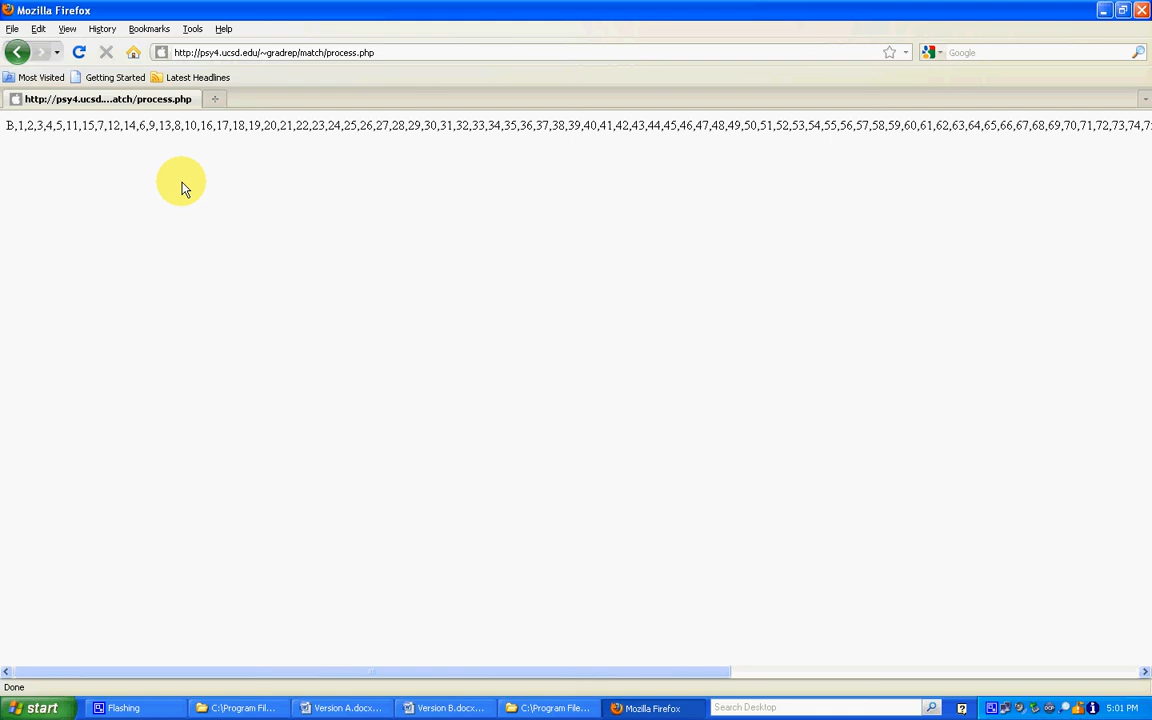 Mozilla Firefox
File Edit View History Bookmarks Tools Help
http://psy4.ucsd.edu/~gradrep/match/process.php Google
Most Visited Getting Started Latest Headlines
http://psy4.ucsd....atch/process.php
B,1,2,3,4,5,11,15,7,12,14,6,9,13,8,10,16,17,18,19,20,21,22,23,24,25,26,27,28,29,30,31,32,33,34,35,36,37,38,39,40,41,42,43,44,45,46,47,48,49,50,51,52,53,54,55,56,57,58,59,60,61,62,63,64,65,66,67,68,69,70,71,72,73,74,
Done
start Flashing C:\Program Fil... Version A.docx... Version B.docx... C:\Program File... Mozilla Firefox Search Desktop 5:01 PM